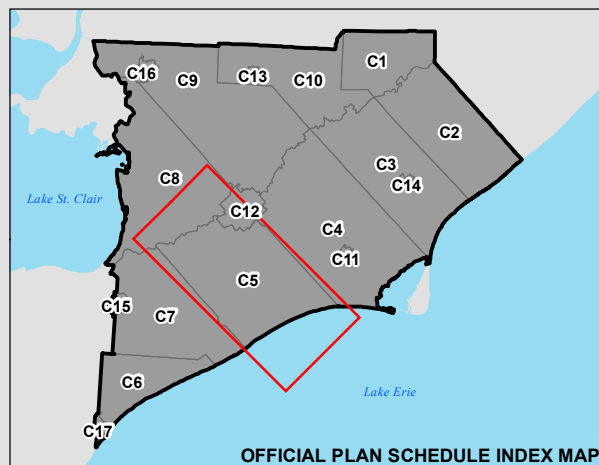 C1
C16
C9
C13
C10
C2
C3
C8
C14
Lake St. Clair
C12
C4
C11
C5
C15
C7
C6
Lake Erie
C17
OFFICIAL PLAN SCHEDULE INDEX MAP